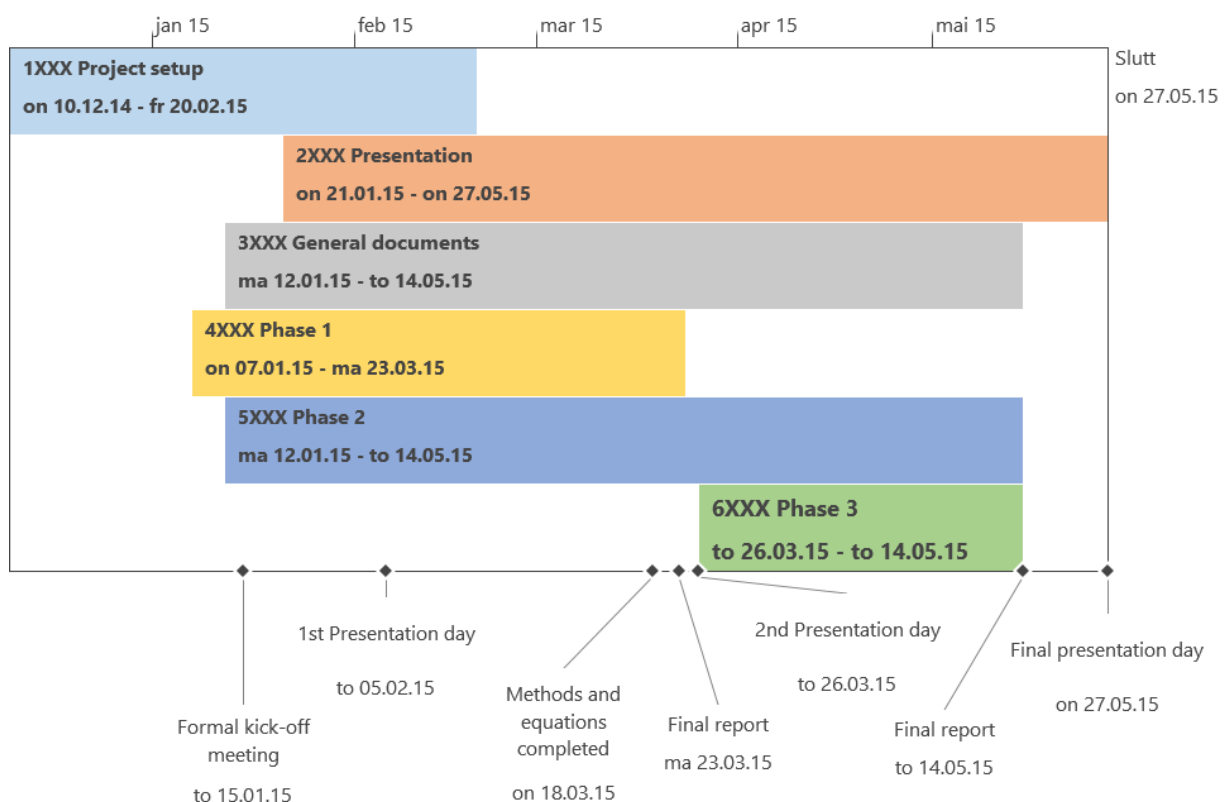 jan 15
feb 15
mar 15
apr 15
mai 15
Slutt
on 27.05.15
1XXX Project setup
on 10.12.14 - fr 20.02.15
2XXX Presentation
on 21.01.15 - on 27.05.15
3XXX General documents
ma 12.01.15 - to 14.05.15
4XXX Phase 1
on 07.01.15 - ma 23.03.15
5XXX Phase 2
ma 12.01.15 - to 14.05.15
6XXX Phase 3
to 26.03.15 - to 14.05.15
Formal kick-off
meeting
to 15.01.15
1st Presentation day
to 05.02.15
Methods and
equations
completed
on 18.03.15
Final report
ma 23.03.15
2nd Presentation day
to 26.03.15
Final report
to 14.05.15
Final presentation day
on 27.05.15